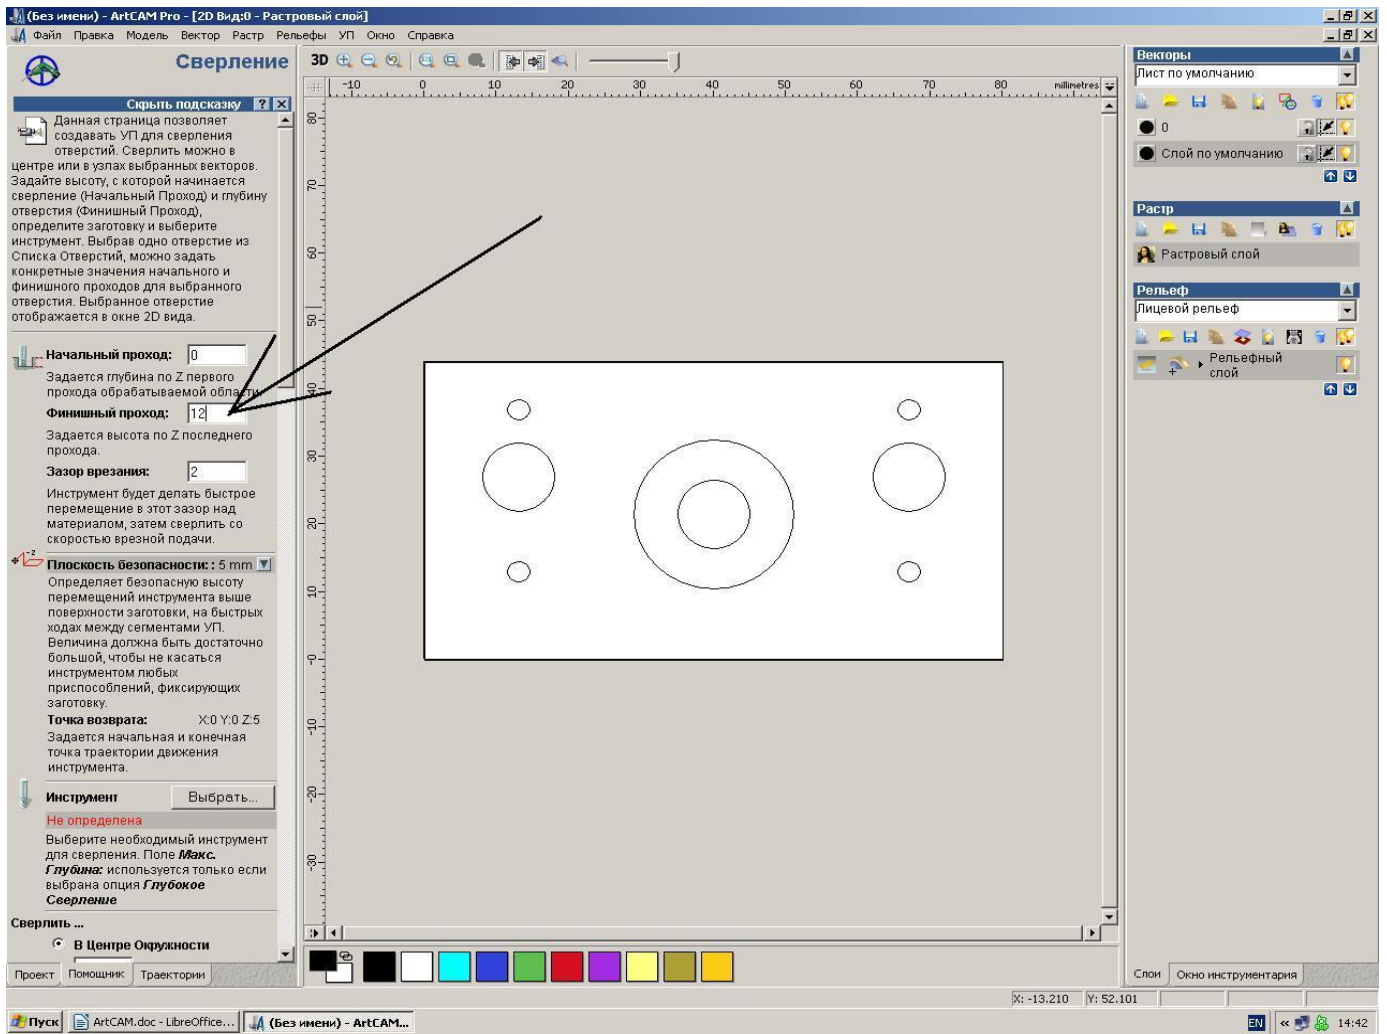 (Без имени) - ArtCAM Pro - [2D Вид:0 - Растровый слой]
Файл Правка Модель Вектор Растр Рельефы УП Окно Справка
Сверление
Скрыть подсказку ? X
Данная страница позволяет
создавать УП для сверления
отверстий. Сверлить можно в
центре или в узлах выбранных векторов.
Задайте высоту, с которой начинается
сверление (Начальный Проход) и глубину
отверстия (Финишный Проход),
определите заготовку и выберите
инструмент. Выбрав одно отверстие из
Списка Отверстий, можно задать
конкретные значения начального и
финишного проходов для выбранного
отверстия. Выбранное отверстие
отображается в окне 2D вида.
Начальный проход: 0
Задается глубина по Z первого
прохода обрабатываемой области.
Финишный проход: 12
Задается высота по Z последнего
прохода.
Зазор врезания: 2
Инструмент будет делать быстрое
перемещение в этот зазор над
материалом, затем сверлить со
скоростью врезной подачи.
Плоскость безопасности: : 5 mm
Определяет безопасную высоту
перемещений инструмента выше
поверхности заготовки, на быстрых
ходах между сегментами УП.
Величина должна быть достаточно
большой, чтобы не касаться
инструментом любых
приспособлений, фиксирующих
заготовку.
Точка возврата: X:0 Y:0 Z:5
Задается начальная и конечная
точка траектории движения
инструмента.
Инструмент Выбрать...
Не определена
Выберите необходимый инструмент
для сверления. Поле Макс.
Глубина: используется только если
выбрана опция Глубокое
Сверление
Сверлить ...
В Центре Окружности
Проект Помощник Траектории
3D
-10 0 10 20 30 40 50 60 70 80 millimetres
80
70
60
50
40
30
20
10
-0
-10
-20
-30
Векторы
Лист по умолчанию
0
Слой по умолчанию
Растр
Растровый слой
Рельеф
Лицевой рельеф
Рельефный
слой
Слои Окно инструментария
X: -13.210 Y: 52.101
Пуск ArtCAM.doc - LibreOffice... (Без имени) - ArtCAM... EN « 14:42